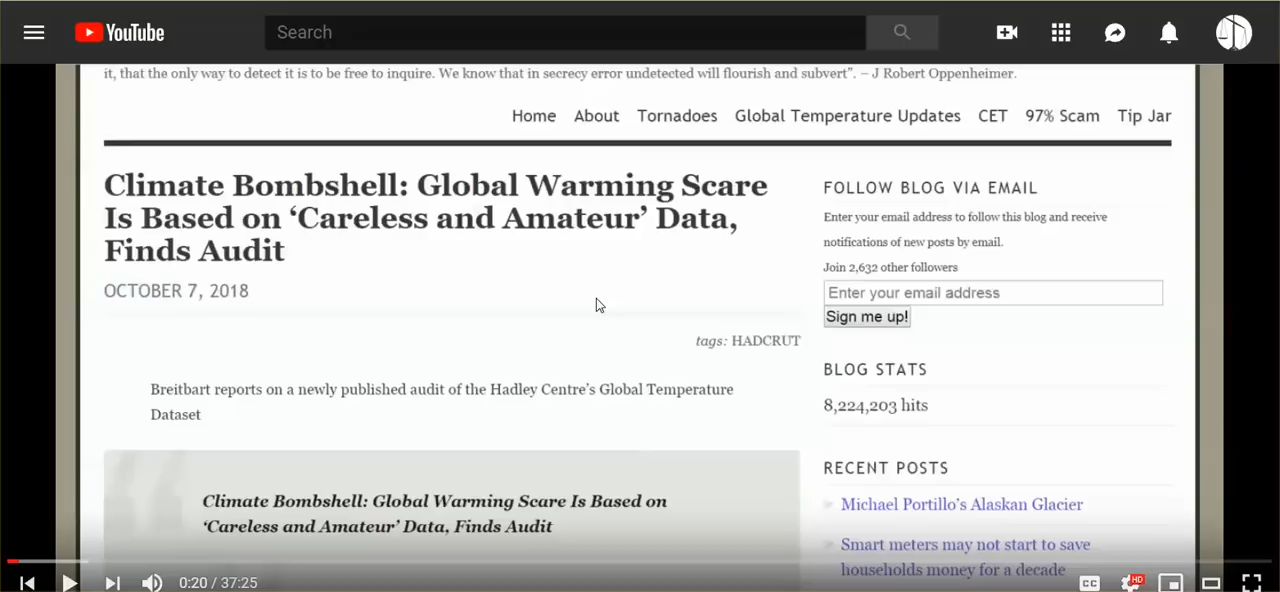 YouTube
Search
it, that the only way to detect it is to be free to inquire. We know that in secrecy error undetected will flourish and subvert”. – J Robert Oppenheimer.
Home About Tornadoes Global Temperature Updates CET 97% Scam Tip Jar
Climate Bombshell: Global Warming Scare
Is Based on ‘Careless and Amateur’ Data,
Finds Audit
OCTOBER 7, 2018
tags: HADCRUT
Breitbart reports on a newly published audit of the Hadley Centre’s Global Temperature
Dataset
Climate Bombshell: Global Warming Scare Is Based on
‘Careless and Amateur’ Data, Finds Audit
FOLLOW BLOG VIA EMAIL
Enter your email address to follow this blog and receive
notifications of new posts by email.
Join 2,632 other followers
Enter your email address
Sign me up!
BLOG STATS
8,224,203 hits
RECENT POSTS
Michael Portillo’s Alaskan Glacier
Smart meters may not start to save
households money for a decade
0:20 / 37:25
CC
HD